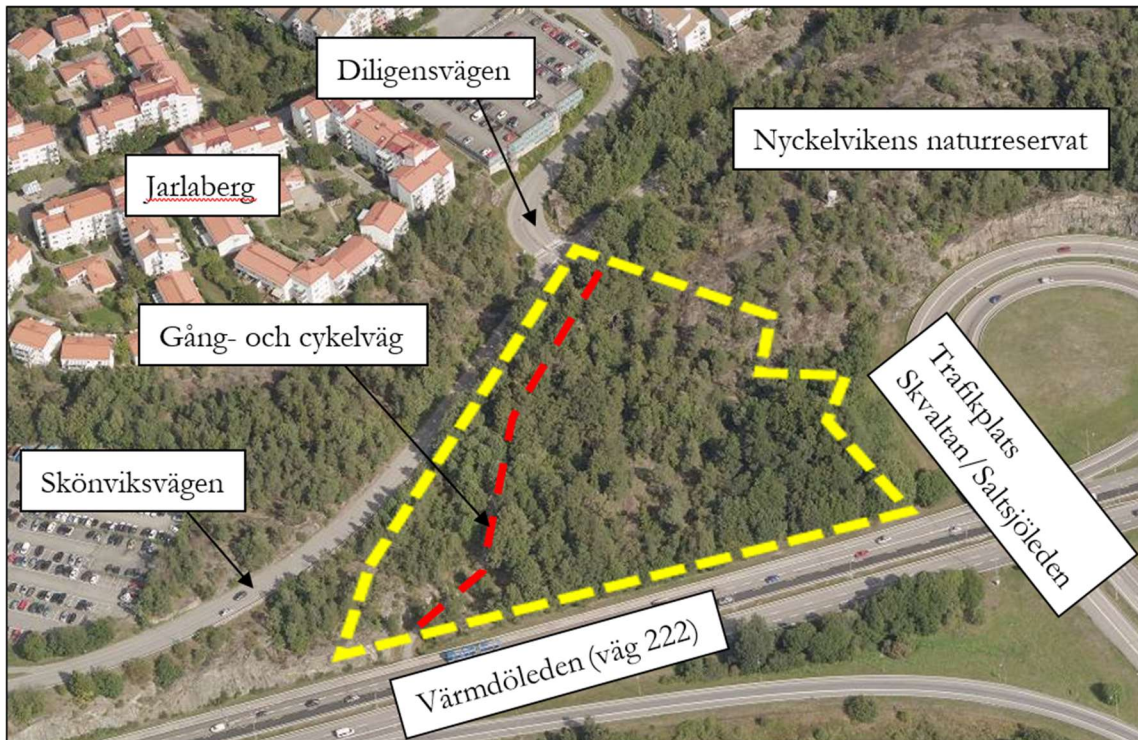 Diligensvägen
Nyckelvikens naturreservat
Jarlaberg
Gång- och cykelväg
Trafikplats
Skvaltan/Saltsjöleden
Skönviksvägen
Värmdöleden (väg 222)